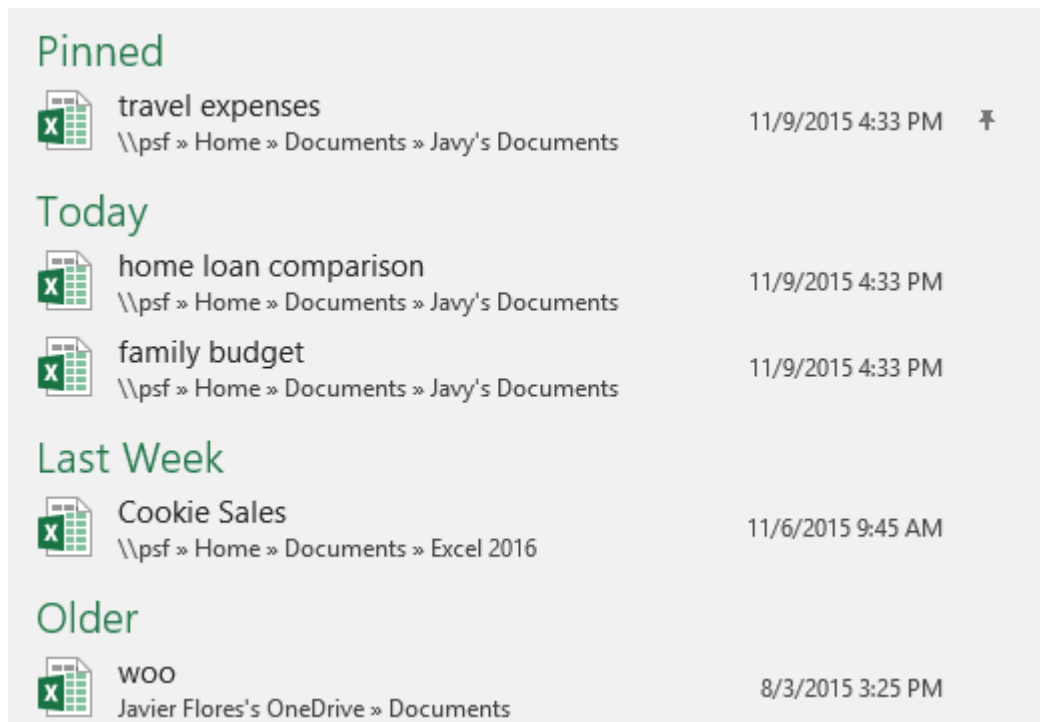 Pinned
travel expenses
\\psf » Home » Documents » Javy's Documents
11/9/2015 4:33 PM
Today
home loan comparison
\\psf » Home » Documents » Javy's Documents
11/9/2015 4:33 PM
family budget
\\psf » Home » Documents » Javy's Documents
11/9/2015 4:33 PM
Last Week
Cookie Sales
\\psf » Home » Documents » Excel 2016
11/6/2015 9:45 AM
Older
woo
Javier Flores's OneDrive » Documents
8/3/2015 3:25 PM